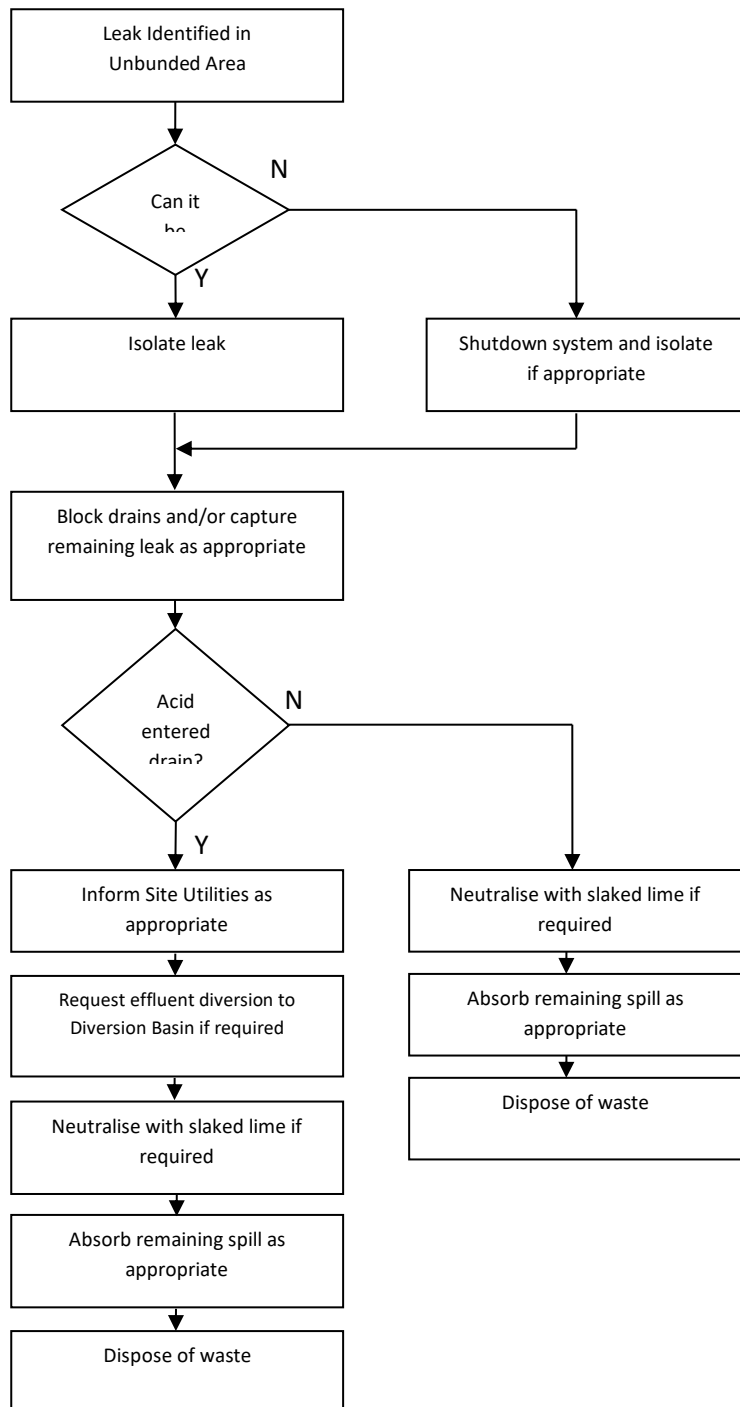 Leak Identified in
Unbunded Area
N
Can it
be
Y
Isolate leak
Shutdown system and isolate
if appropriate
Block drains and/or capture
remaining leak as appropriate
N
Acid
entered
drain?
Y
Inform Site Utilities as
appropriate
Neutralise with slaked lime if
required
Request effluent diversion to
Diversion Basin if required
Absorb remaining spill as
appropriate
Neutralise with slaked lime if
required
Dispose of waste
Absorb remaining spill as
appropriate
Dispose of waste